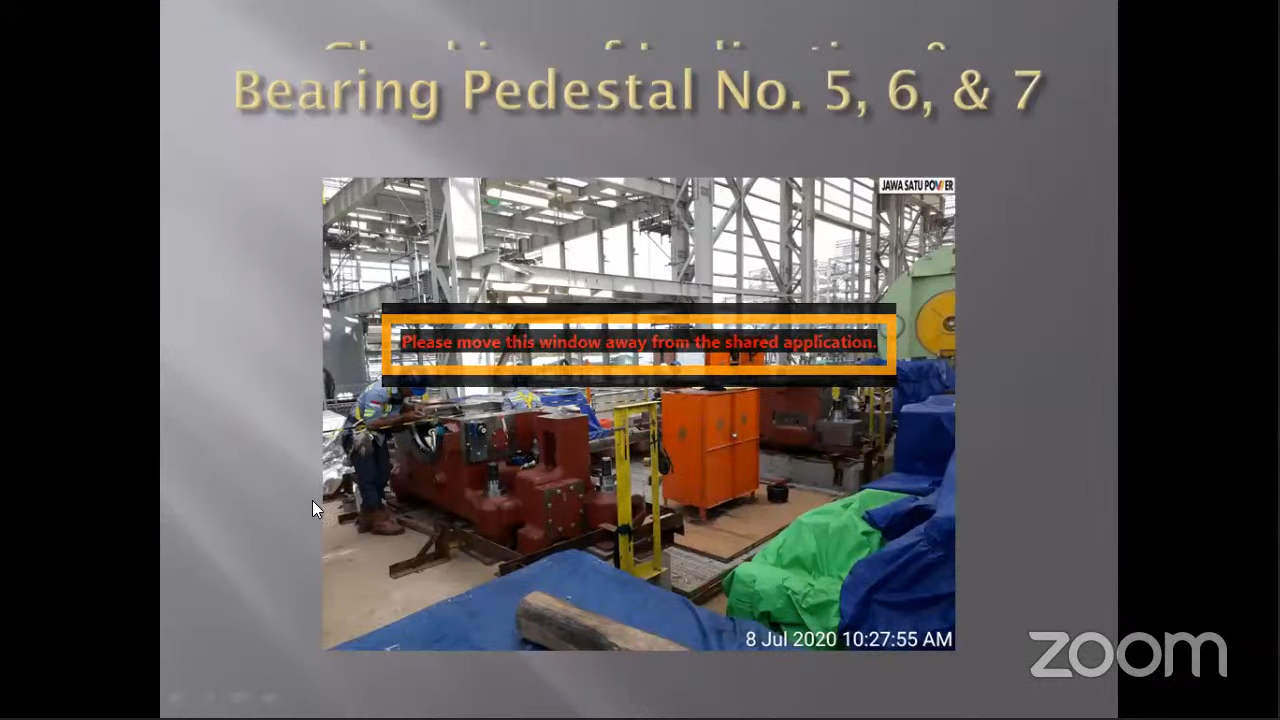 Bearing Pedestal No. 5, 6, & 7
JAWA SATU POWER
Please move this window away from the shared application.
8 Jul 2020 10:27:55 AM
zoom